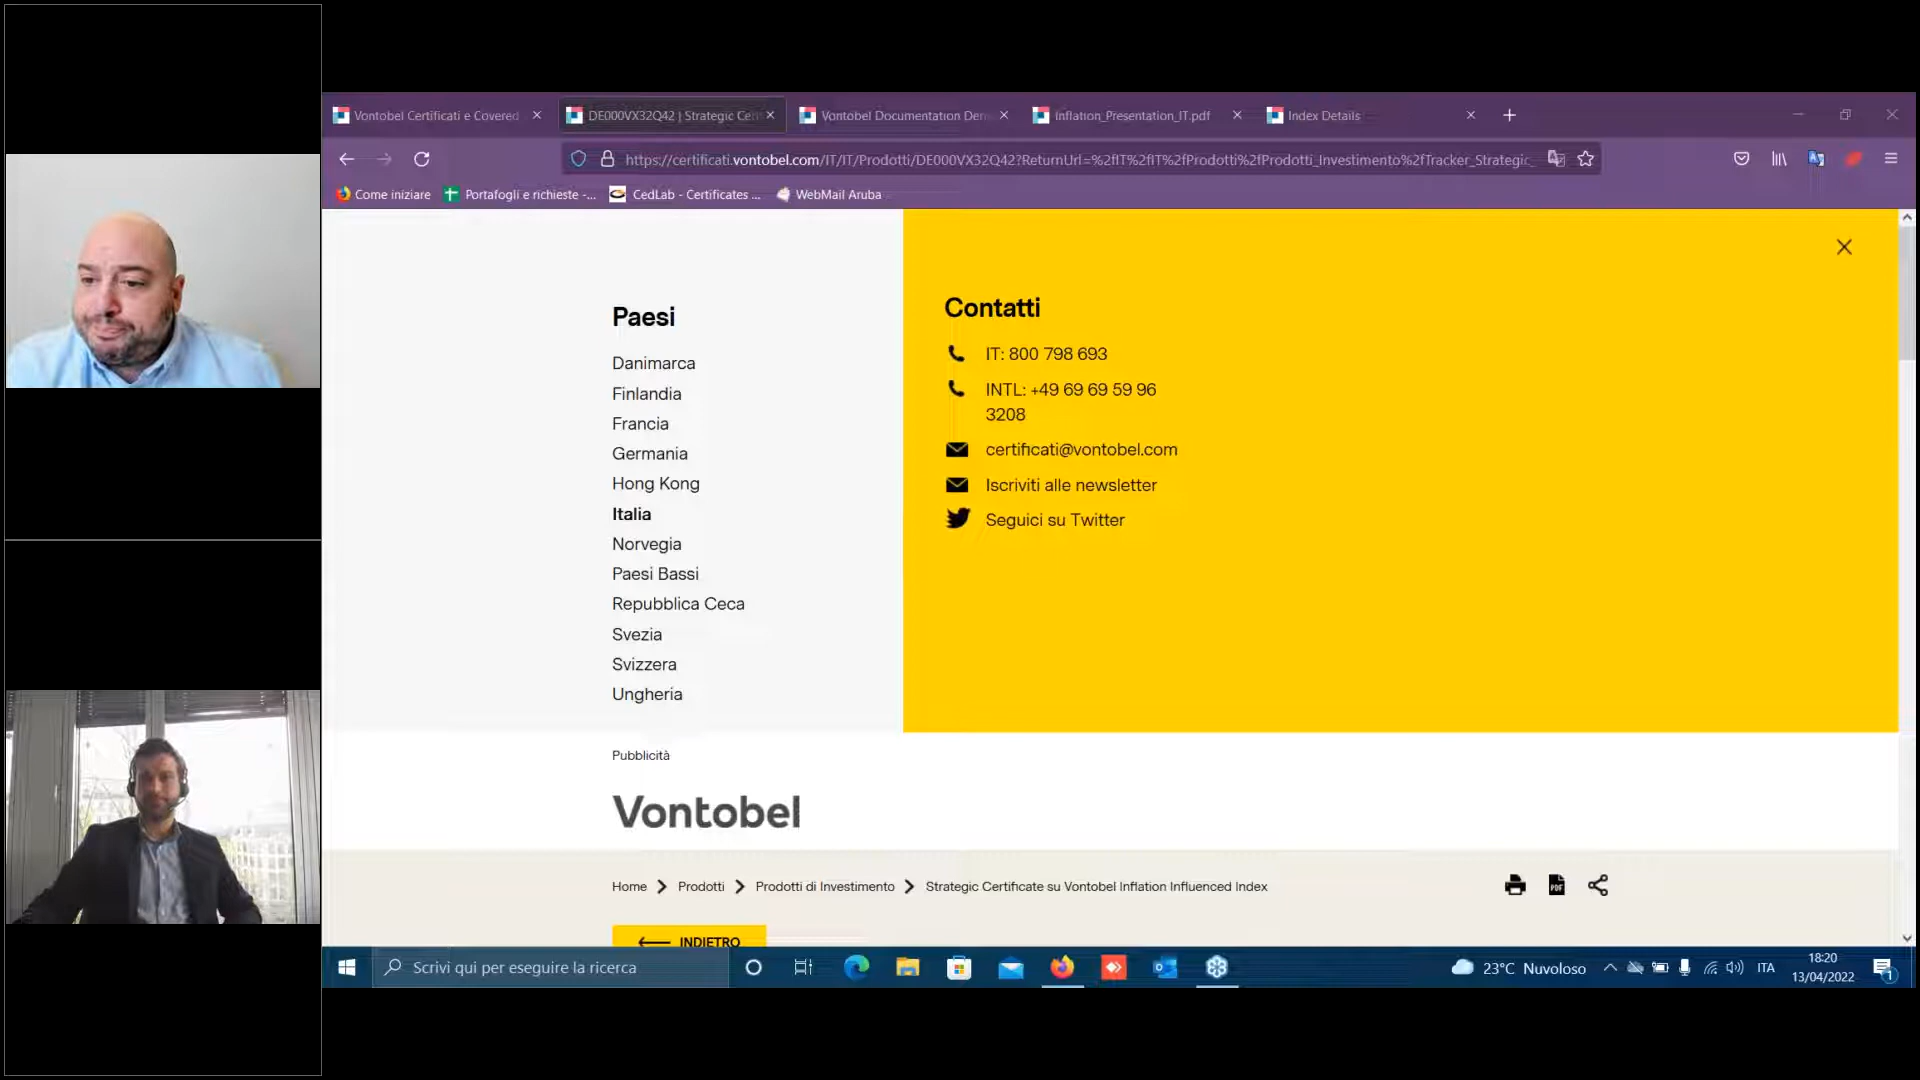 Vontobel Certificati e Covered
DE000VX32Q42 | Strategic Cer
Vontobel Documentation Den
Inflation_Presentation_IT.pdf
Index Details
https://certificati.vontobel.com/IT/IT/Prodotti/DE000VX32Q42?ReturnUrl=%2fIT%2fIT%2fProdotti%2fProdotti_Investimento%2fTracker_Strategic_
Come iniziare
Portafogli e richieste -...
CedLab - Certificates ...
WebMail Aruba
Paesi
Danimarca
Finlandia
Francia
Germania
Hong Kong
Italia
Norvegia
Paesi Bassi
Repubblica Ceca
Svezia
Svizzera
Ungheria
Contatti
IT: 800 798 693
INTL: +49 69 69 59 96
3208
certificati@vontobel.com
Iscriviti alle newsletter
Seguici su Twitter
Pubblicità
Vontobel
Home
Prodotti
Prodotti di Investimento
Strategic Certificate su Vontobel Inflation Influenced Index
PDF
INDIETRO
Scrivi qui per eseguire la ricerca
23°C Nuvoloso
ITA
18:20
13/04/2022
1